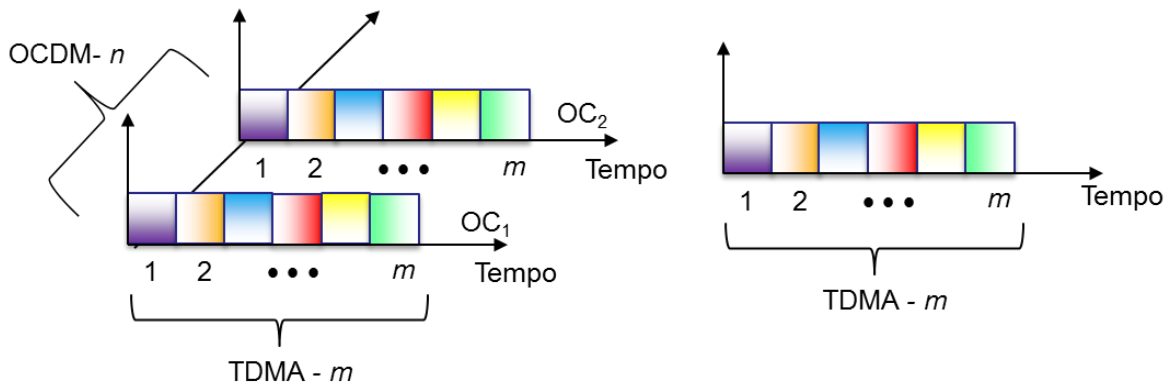 OCDM- n
OC₂
1 2 ••• m
Tempo
OC₁
1 2 ••• m
Tempo
TDMA - m
1 2 ••• m
Tempo
TDMA - m